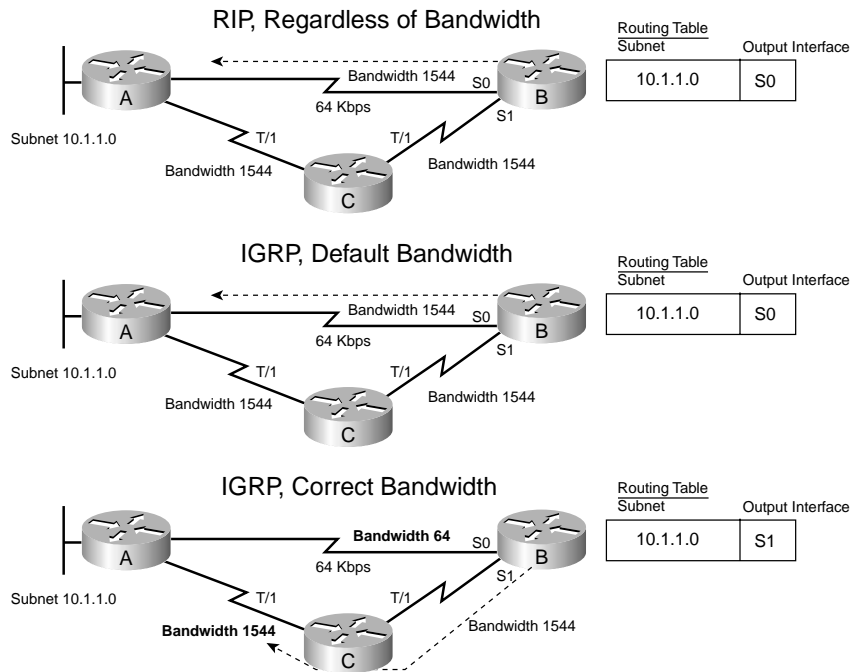 RIP, Regardless of Bandwidth
Routing Table
Subnet Output Interface
Bandwidth 1544
S0
10.1.1.0 S0
A
B
64 Kbps
S1
Subnet 10.1.1.0
T/1 T/1
Bandwidth 1544 Bandwidth 1544
C
IGRP, Default Bandwidth
Routing Table
Subnet Output Interface
Bandwidth 1544
S0
10.1.1.0 S0
A
B
64 Kbps
S1
Subnet 10.1.1.0
T/1 T/1
Bandwidth 1544 Bandwidth 1544
C
IGRP, Correct Bandwidth
Routing Table
Subnet Output Interface
Bandwidth 64
S0
10.1.1.0 S1
A
B
64 Kbps
S1
Subnet 10.1.1.0
T/1 T/1
Bandwidth 1544 Bandwidth 1544
C